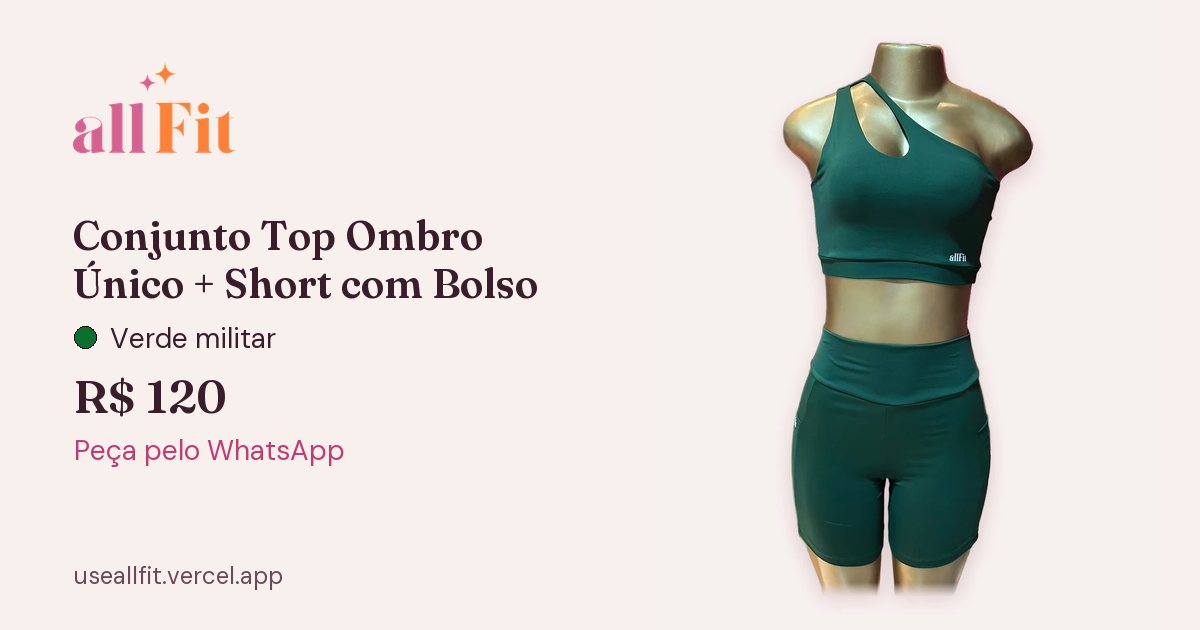 allFit
Conjunto Top Ombro
Único + Short com Bolso
Verde militar
R$ 120
Peça pelo WhatsApp
useallfit.vercel.app
allFit